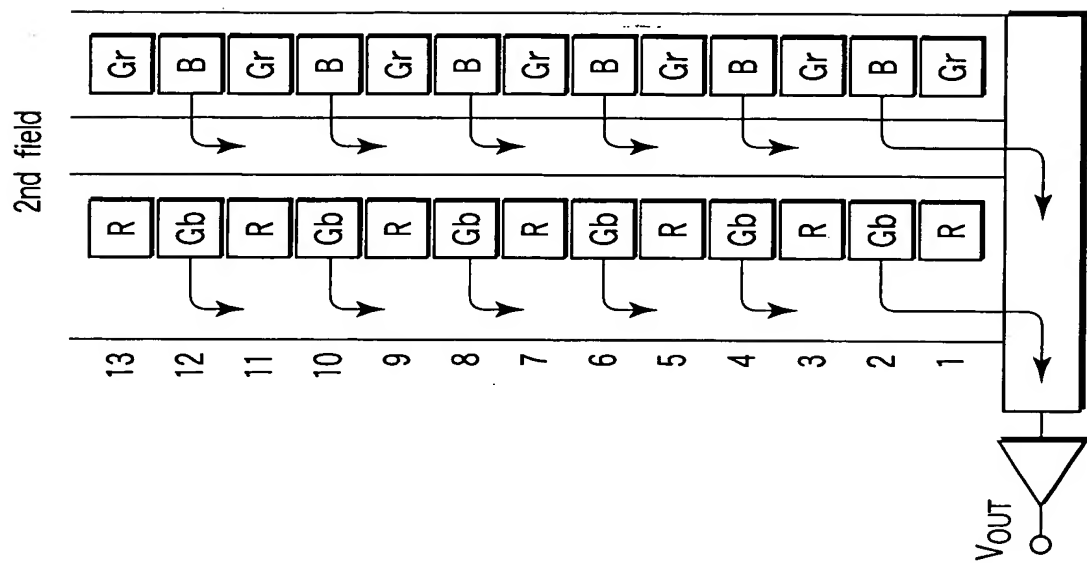 2nd field
13 R Gr
12 Gb B
11 R Gr
10 Gb B
9 R Gr
8 Gb B
7 R Gr
6 Gb B
5 R Gr
4 Gb B
3 R Gr
2 Gb B
1 R Gr
VOUT